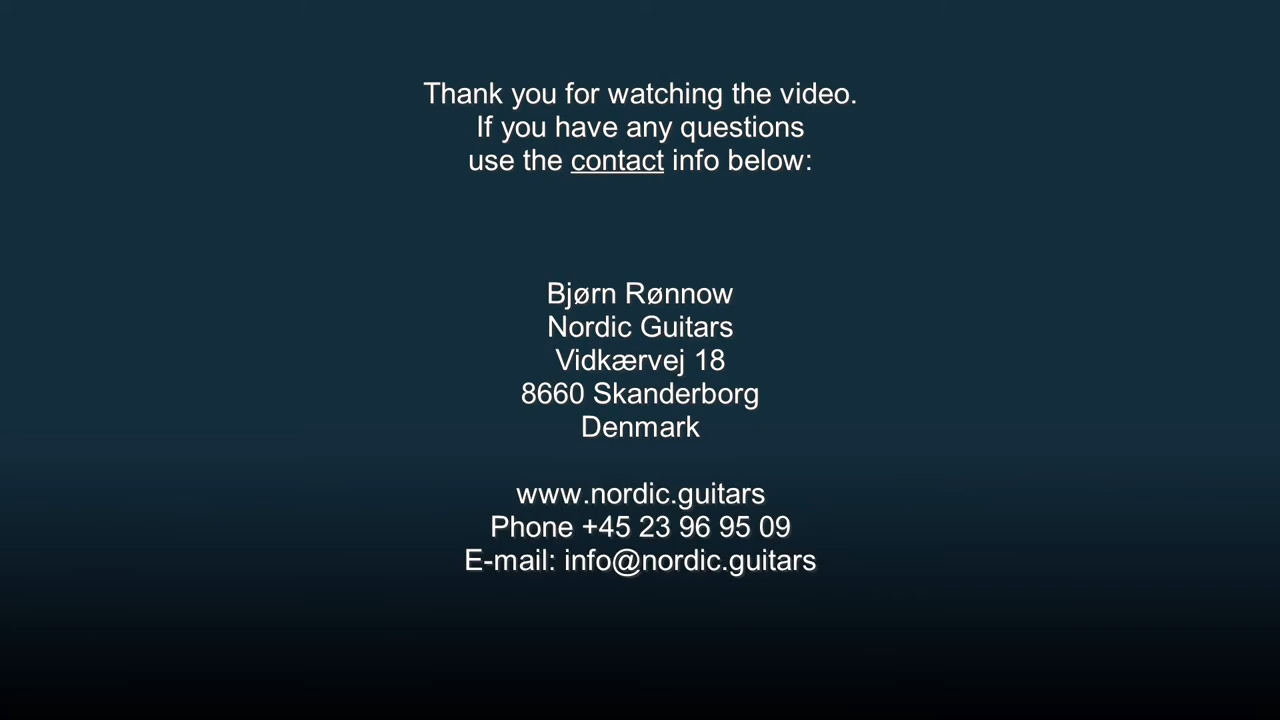 Thank you for watching the video.
If you have any questions
use the contact info below:
Bjørn Rønnow
Nordic Guitars
Vidkærvej 18
8660 Skanderborg
Denmark
www.nordic.guitars
Phone +45 23 96 95 09
E-mail: info@nordic.guitars